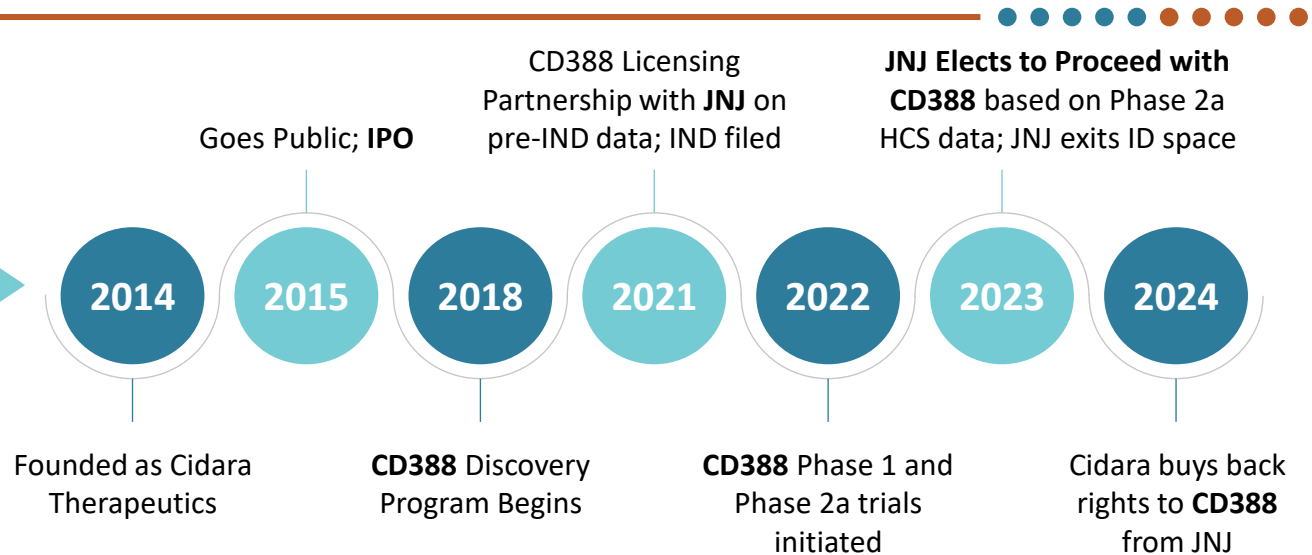 Goes Public; IPO
CD388 Licensing
Partnership with JNJ on
pre-IND data; IND filed
JNJ Elects to Proceed with
CD388 based on Phase 2a
HCS data; JNJ exits ID space
2014
2015
2018
2021
2022
2023
2024
Founded as Cidara
Therapeutics
CD388 Discovery
Program Begins
CD388 Phase 1 and
Phase 2a trials
initiated
Cidara buys back
rights to CD388
from JNJ